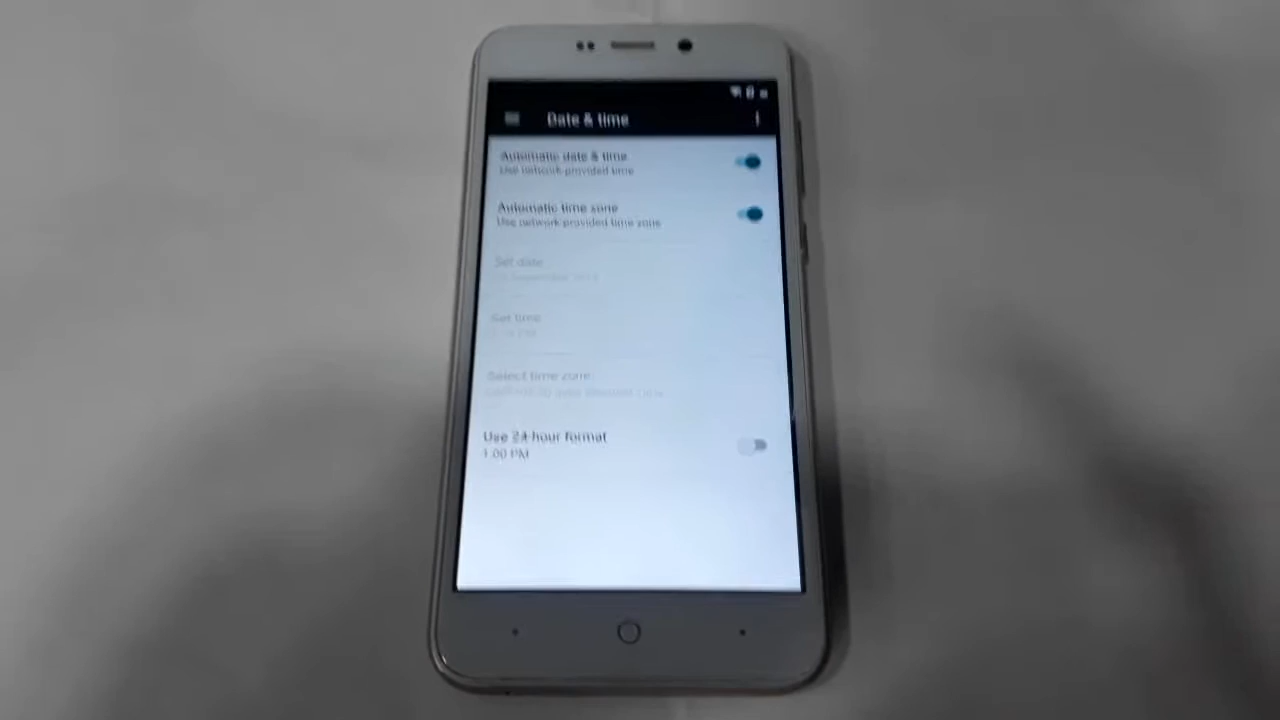 Date & time
Automatic date & time
Use network-provided time
Automatic time zone
Use network-provided time zone
Set date
Set time
Select time zone
Use 24-hour format
1:00 PM